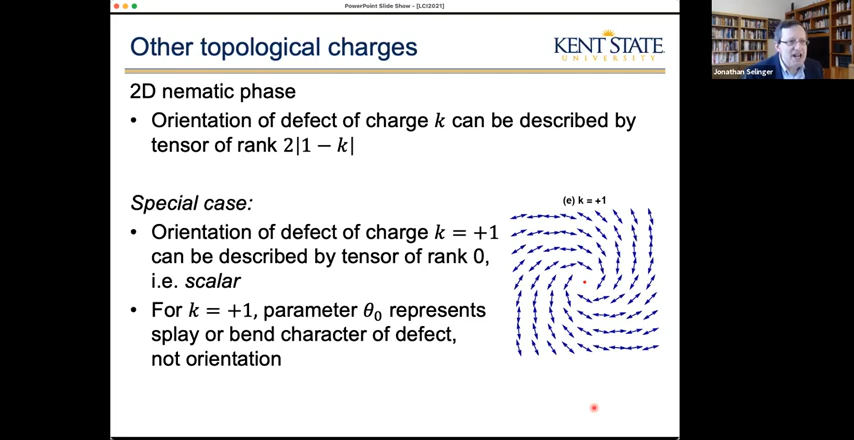 PowerPoint Slide Show - [LCI2021]
Other topological charges
KENT STATE
UNIVERSITY
Jonathan Selinger
2D nematic phase
• Orientation of defect of charge k can be described by
tensor of rank 2|1 − k|
Special case:
• Orientation of defect of charge k = +1
can be described by tensor of rank 0,
i.e. scalar
• For k = +1, parameter θ₀ represents
splay or bend character of defect,
not orientation
(e) k = +1